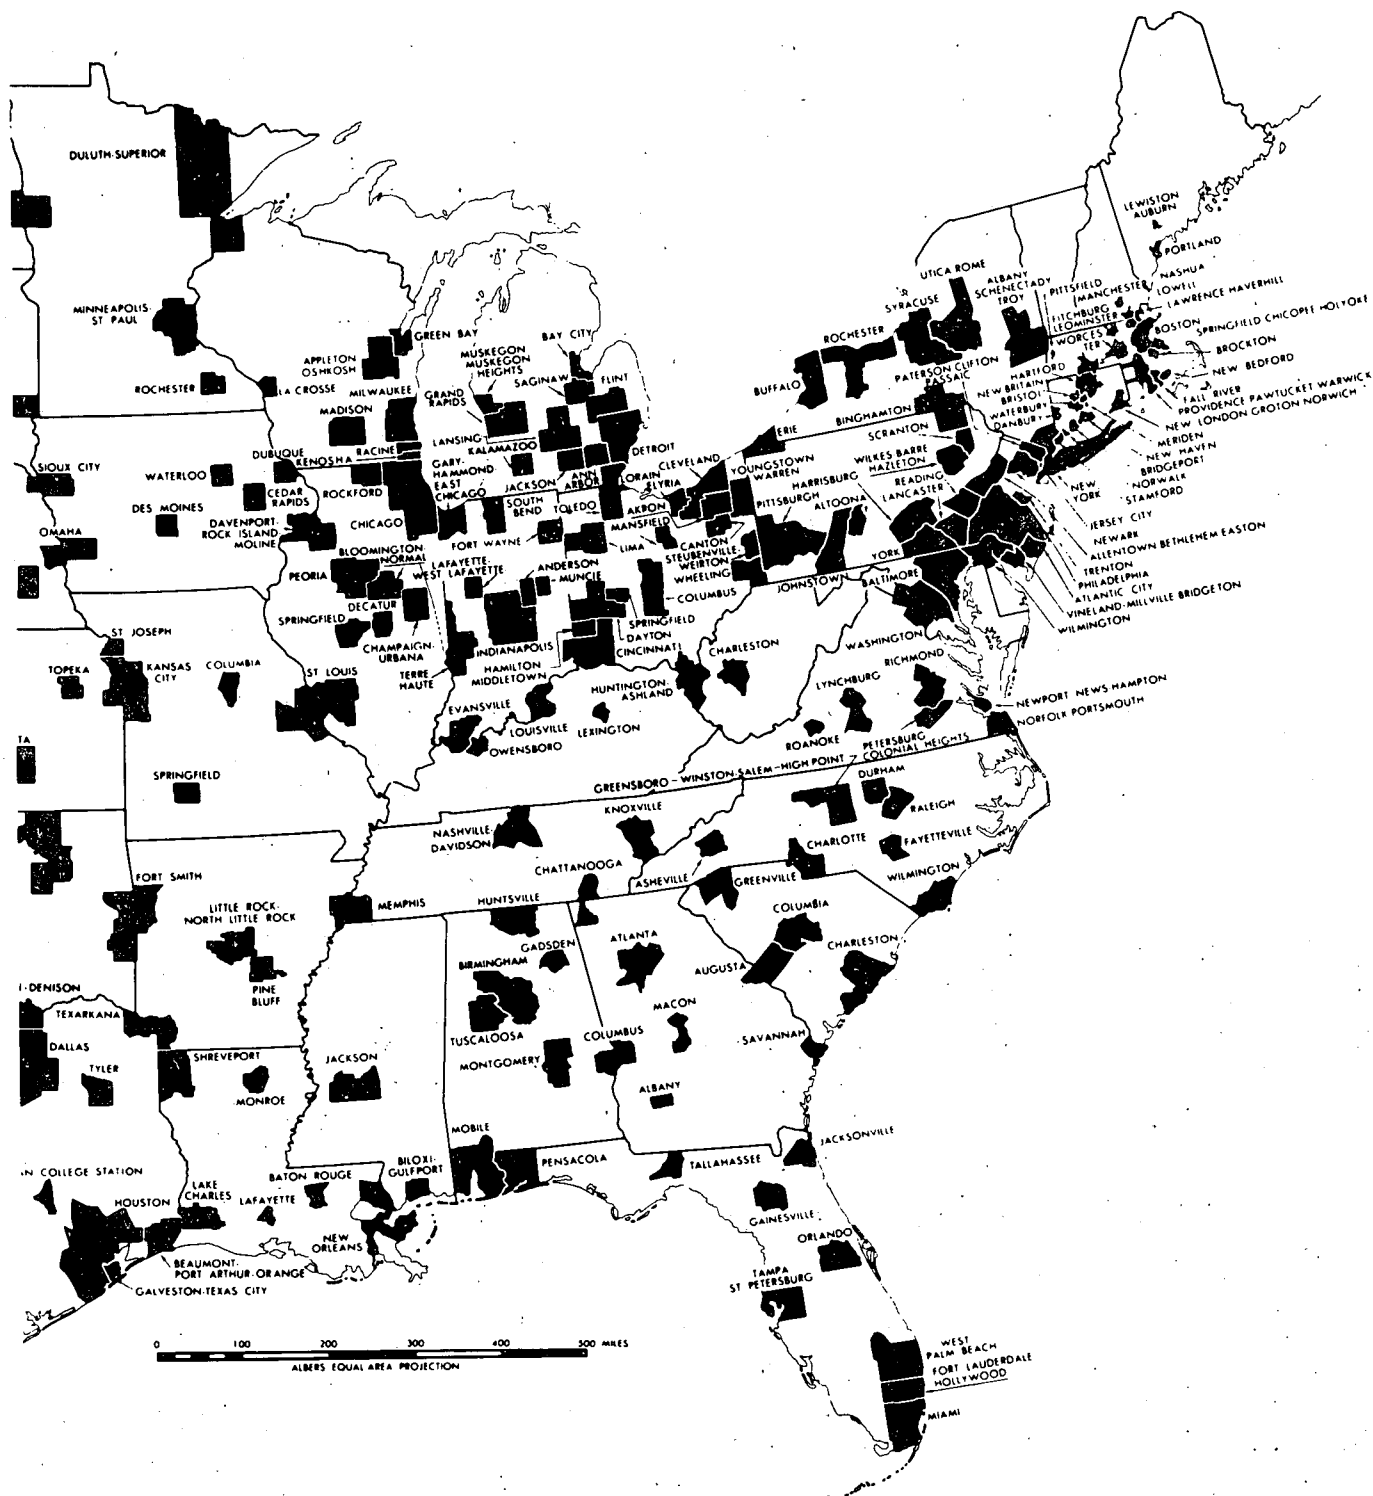 DULUTH-SUPERIOR
LEWISTON
AUBURN
PORTLAND
UTICA ROME
ALBANY
SCHENECTADY
TROY
PITTSFIELD
NASHUA
MANCHESTER
LOWELL
LAWRENCE HAVERHILL
FITCHBURG
LEOMINSTER
SYRACUSE
MINNEAPOLIS-
ST PAUL
GREEN BAY
BAY CITY
ROCHESTER
WORCES
TER
BOSTON
SPRINGFIELD CHICOPEE HOLYOKE
BROCKTON
NEW BEDFORD
FALL RIVER
PROVIDENCE PAWTUCKET WARWICK
NEW LONDON GROTON NORWICH
APPLETON
OSHKOSH
MUSKEGON
MUSKEGON
HEIGHTS
SAGINAW
FLINT
BUFFALO
PATERSON CLIFTON
PASSAIC
HARTFORD
NEW BRITAIN
BRISTOL
WATERBURY
DANBURY
ROCHESTER
LA CROSSE
MILWAUKEE
MADISON
GRAND
RAPIDS
BINGHAMTON
ERIE
SCRANTON
MERIDEN
NEW HAVEN
BRIDGEPORT
NORWALK
STAMFORD
LANSING
KALAMAZOO
DETROIT
DUBUQUE
RACINE
KENOSHA
WATERLOO
SIOUX CITY
GARY-
HAMMOND
EAST
CHICAGO
JACKSON
ANN
ARBOR
LORAIN
ELYRIA
CLEVELAND
YOUNGSTOWN
WARREN
HARRISBURG
WILKES BARRE
HAZLETON
READING
LANCASTER
NEW
YORK
JERSEY CITY
NEWARK
ALLENTOWN BETHLEHEM EASTON
TRENTON
PHILADELPHIA
ATLANTIC CITY
VINELAND-MILLVILLE BRIDGETON
WILMINGTON
CEDAR
RAPIDS
ROCKFORD
DES MOINES
DAVENPORT-
ROCK ISLAND
MOLINE
CHICAGO
SOUTH
BEND
TOLEDO
AKRON
PITTSBURGH
ALTOONA
OMAHA
FORT WAYNE
MANSFIELD
LIMA
CANTON
STEUBENVILLE-
WEIRTON
WHEELING
YORK
BLOOMINGTON-
NORMAL
PEORIA
LAFAYETTE-
WEST LAFAYETTE
ANDERSON
MUNCIE
COLUMBUS
JOHNSTOWN
BALTIMORE
DECATUR
SPRINGFIELD
CHAMPAIGN-
URBANA
INDIANAPOLIS
SPRINGFIELD
DAYTON
CINCINNATI
HAMILTON
MIDDLETOWN
TERRE
HAUTE
CHARLESTON
WASHINGTON
RICHMOND
ST JOSEPH
TOPEKA
KANSAS
CITY
COLUMBIA
ST LOUIS
HUNTINGTON-
ASHLAND
LYNCHBURG
NEWPORT NEWS-HAMPTON
NORFOLK PORTSMOUTH
EVANSVILLE
LOUISVILLE
LEXINGTON
OWENSBORO
ROANOKE
PETERSBURG
COLONIAL HEIGHTS
TA
SPRINGFIELD
GREENSBORO - WINSTON-SALEM - HIGH POINT
DURHAM
RALEIGH
NASHVILLE-
DAVIDSON
KNOXVILLE
CHARLOTTE
FAYETTEVILLE
FORT SMITH
CHATTANOOGA
ASHEVILLE
GREENVILLE
WILMINGTON
LITTLE ROCK-
NORTH LITTLE ROCK
MEMPHIS
HUNTSVILLE
COLUMBIA
GADSDEN
BIRMINGHAM
ATLANTA
AUGUSTA
CHARLESTON
PINE
BLUFF
-DENISON
TEXARKANA
DALLAS
TYLER
SHREVEPORT
MONROE
JACKSON
TUSCALOOSA
MONTGOMERY
COLUMBUS
MACON
SAVANNAH
ALBANY
MOBILE
PENSACOLA
TALLAHASSEE
JACKSONVILLE
N COLLEGE STATION
HOUSTON
LAKE
CHARLES
LAFAYETTE
BATON ROUGE
BILOXI-
GULFPORT
GAINESVILLE
NEW
ORLEANS
ORLANDO
BEAUMONT-
PORT ARTHUR-ORANGE
GALVESTON-TEXAS CITY
TAMPA
ST PETERSBURG
0 100 200 300 400 500 MILES
ALBERS EQUAL AREA PROJECTION
WEST
PALM BEACH
FORT LAUDERDALE
HOLLYWOOD
MIAMI